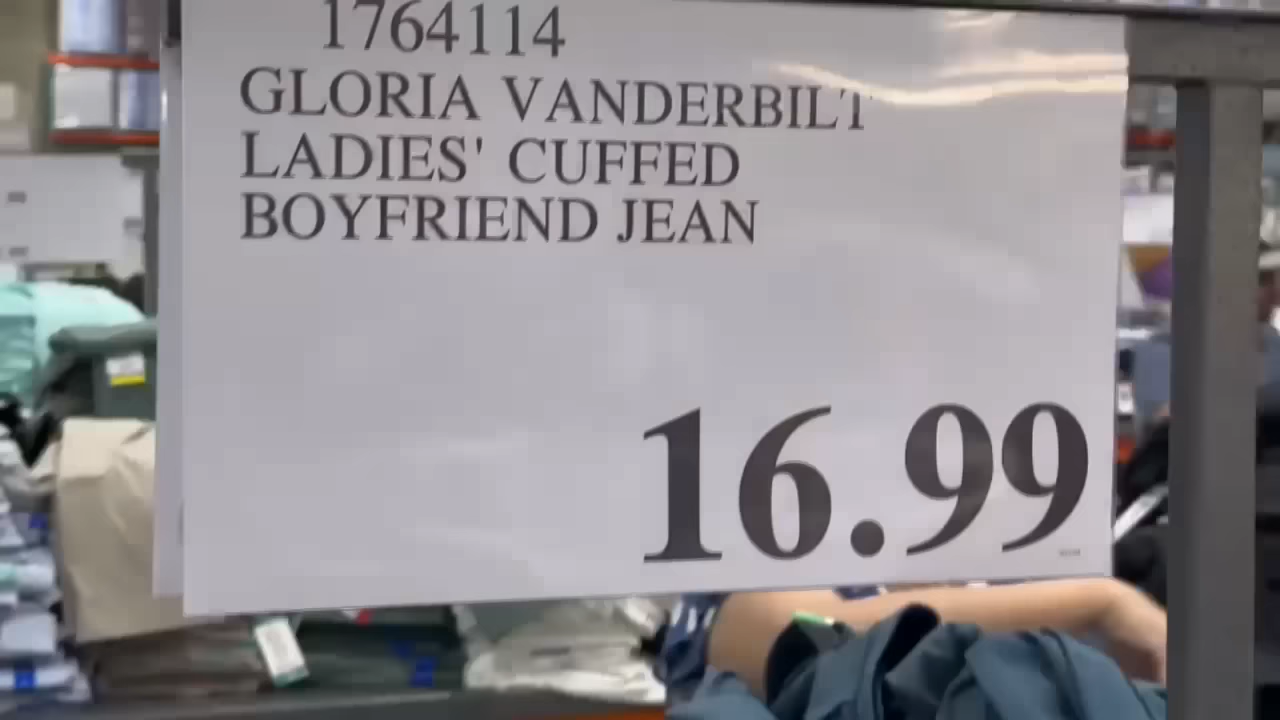 1764114
GLORIA VANDERBILT
LADIES' CUFFED
BOYFRIEND JEAN
16.99